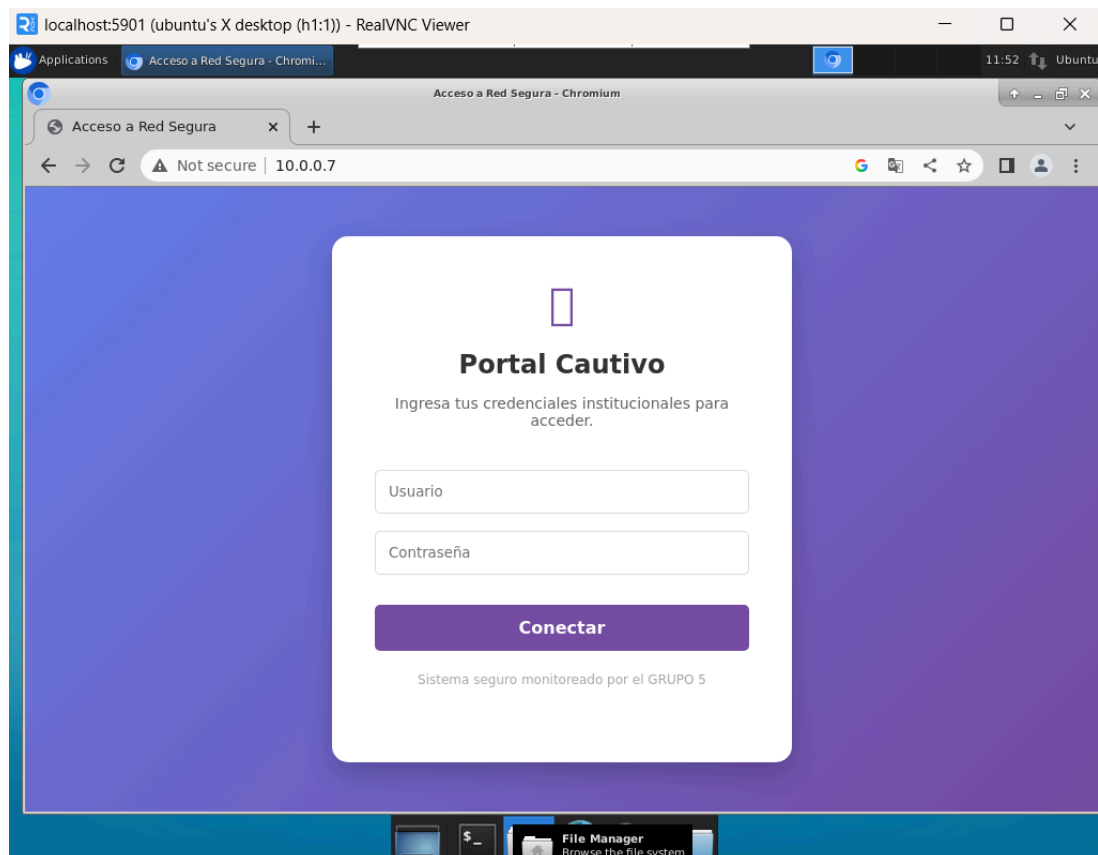 localhost:5901 (ubuntu's X desktop (h1:1)) - RealVNC Viewer
Applications Acceso a Red Segura - Chromi... 11:52 Ubuntu
Acceso a Red Segura - Chromium
Acceso a Red Segura
Not secure | 10.0.0.7
Portal Cautivo
Ingresa tus credenciales institucionales para
acceder.
Usuario
Contraseña
Conectar
Sistema seguro monitoreado por el GRUPO 5
$_ File Manager
Browse the file system